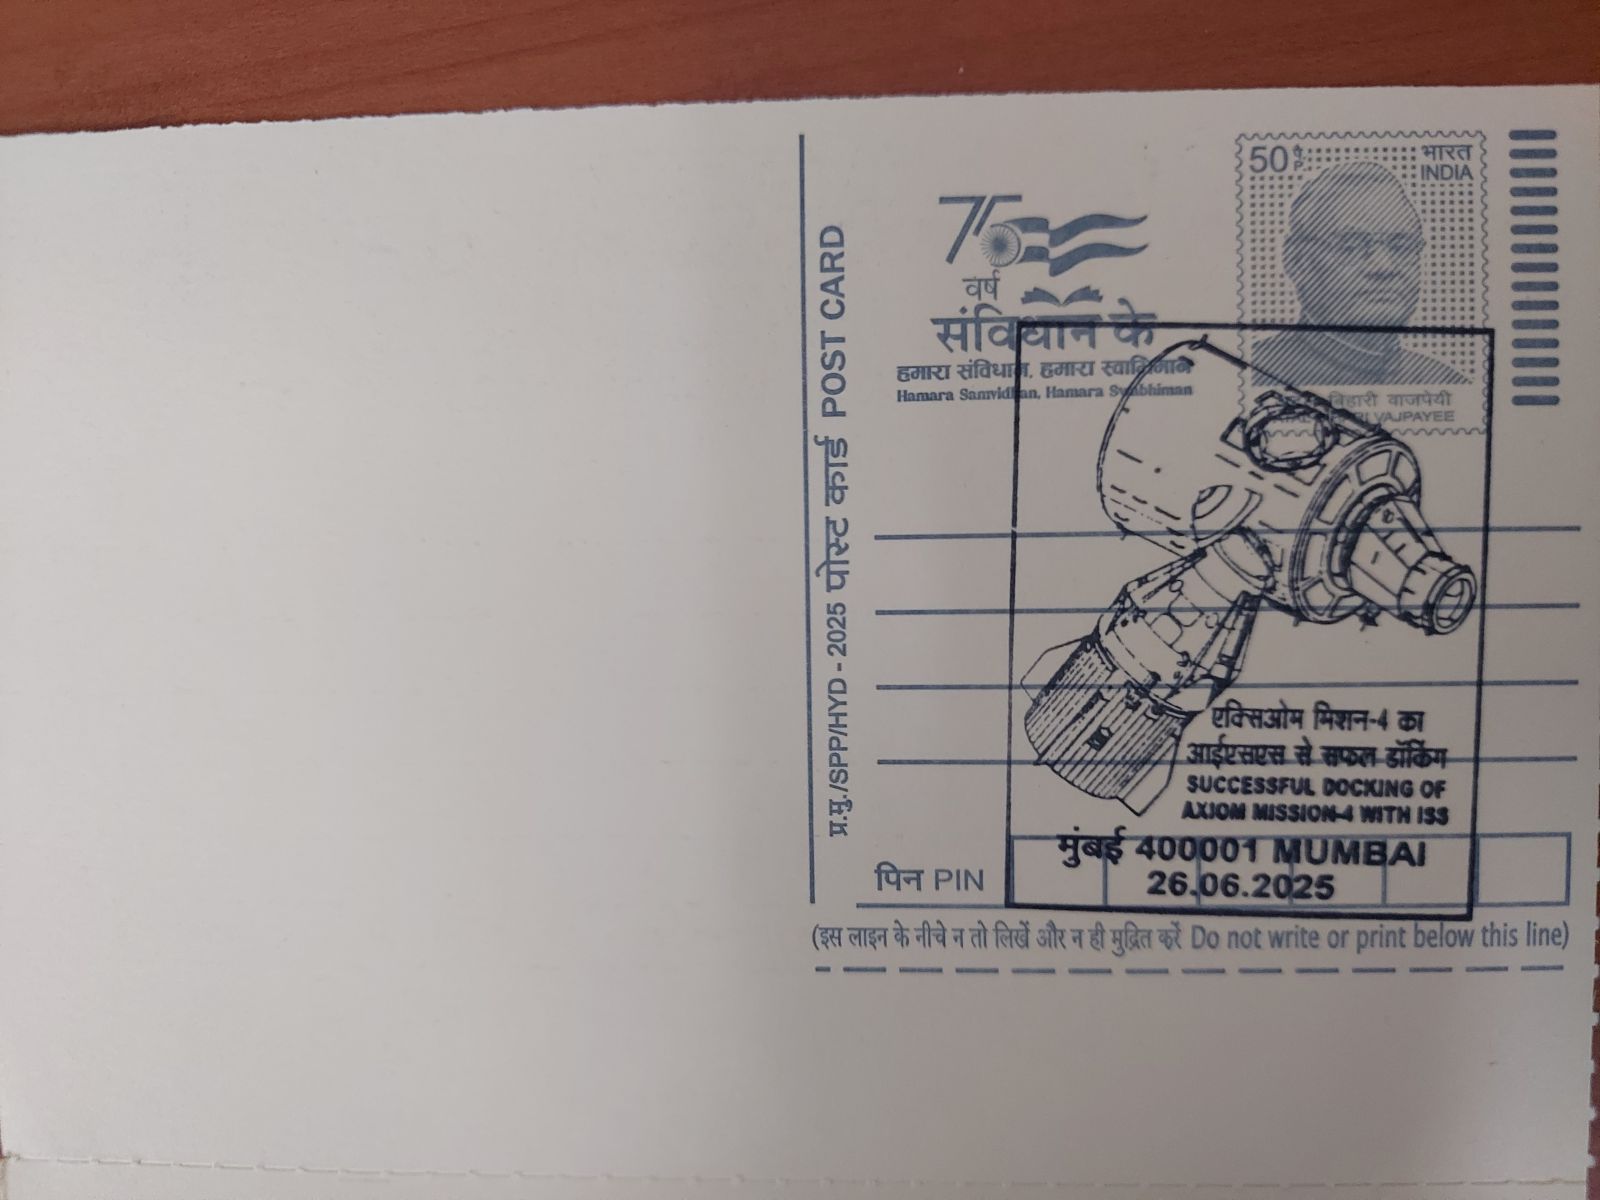 प्र.मु./SPP/HYD - 2025 पोस्ट कार्ड POST CARD
75
वर्ष
संविधान के
हमारा संविधान, हमारा स्वाभिमान
Hamara Samvidhan, Hamara Swabhiman
50 पै. P.
भारत
INDIA
बिहारी वाजपेयी
VAJPAYEE
एक्सिओम मिशन-4 का
आईएसएस से सफल डॉकिंग
SUCCESSFUL DOCKING OF
AXIOM MISSION-4 WITH ISS
मुंबई 400001 MUMBAI
26.06.2025
पिन PIN
(इस लाइन के नीचे न तो लिखें और न ही मुद्रित करें Do not write or print below this line)